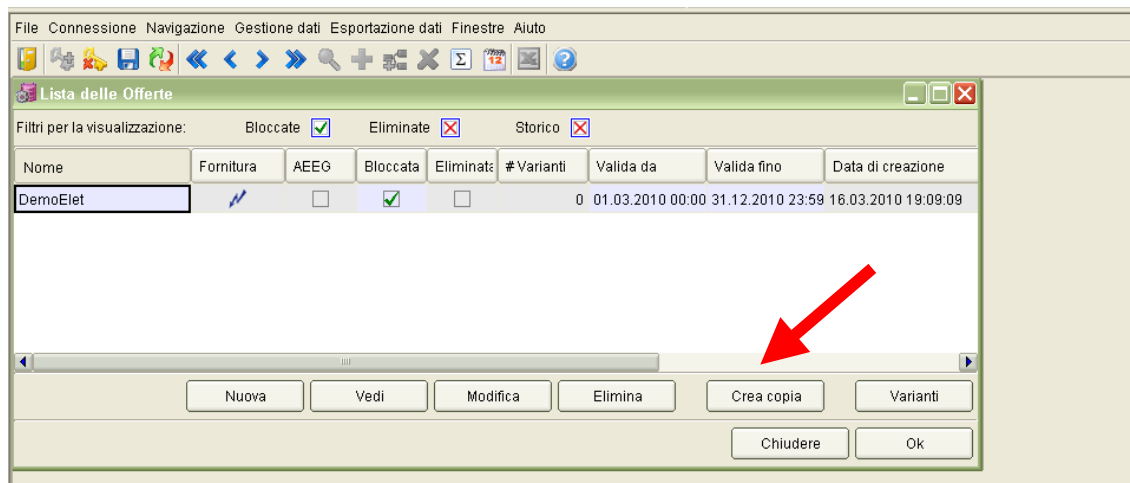 File Connessione Navigazione Gestione dati Esportazione dati Finestre Aiuto
12
Lista delle Offerte
Filtri per la visualizzazione: Bloccate Eliminate Storico
Nome Fornitura AEEG Bloccata Eliminata # Varianti Valida da Valida fino Data di creazione
DemoElet 0 01.03.2010 00:00 31.12.2010 23:59 16.03.2010 19:09:09
Nuova Vedi Modifica Elimina Crea copia Varianti
Chiudere Ok